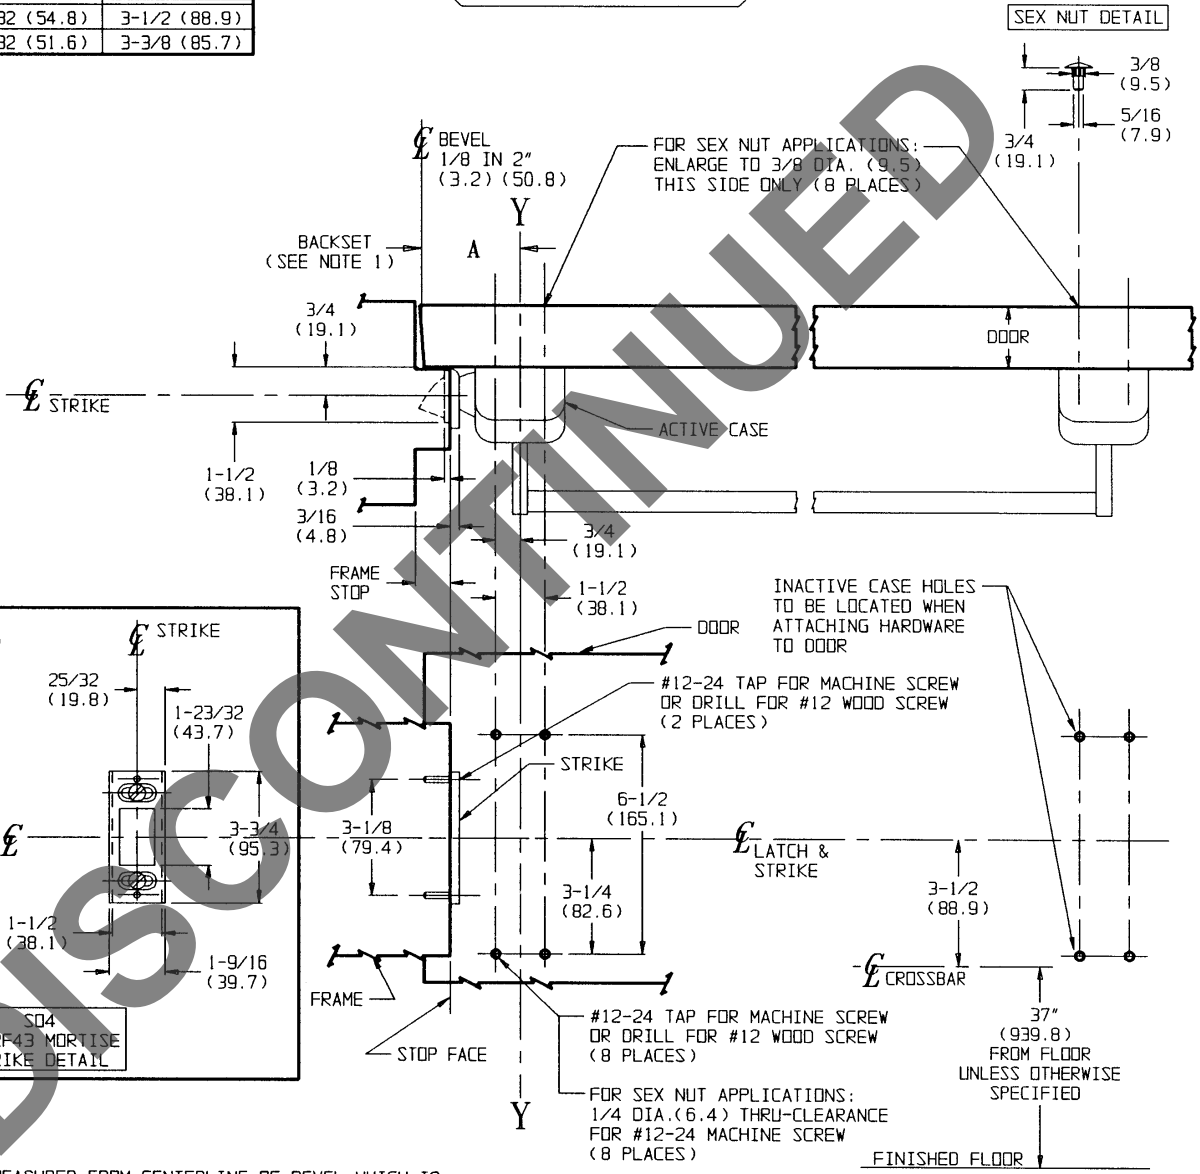 32 (54.8) 3-1/2 (88.9)
32 (51.6) 3-3/8 (85.7)
SEX NUT DETAIL
3/8
(9.5)
5/16
(7.9)
3/4
(19.1)
℄ BEVEL
1/8 IN 2"
(3.2) (50.8)
FOR SEX NUT APPLICATIONS:
ENLARGE TO 3/8 DIA. (9.5)
THIS SIDE ONLY (8 PLACES)
Y
BACKSET
(SEE NOTE 1)
A
3/4
(19.1)
DOOR
℄ STRIKE
ACTIVE CASE
1-1/2
(38.1)
1/8
(3.2)
3/16
(4.8)
3/4
(19.1)
FRAME
STOP
1-1/2
(38.1)
INACTIVE CASE HOLES
TO BE LOCATED WHEN
ATTACHING HARDWARE
TO DOOR
DOOR
℄ STRIKE
25/32
(19.8)
1-23/32
(43.7)
#12-24 TAP FOR MACHINE SCREW
OR DRILL FOR #12 WOOD SCREW
(2 PLACES)
STRIKE
6-1/2
(165.1)
℄
3-3/4
(95.3)
3-1/8
(79.4)
℄ LATCH &
STRIKE
3-1/4
(82.6)
3-1/2
(88.9)
1-1/2
(38.1)
1-9/16
(39.7)
℄ CROSSBAR
FRAME
SD4
RF43 MORTISE
RIKE DETAIL
STOP FACE
#12-24 TAP FOR MACHINE SCREW
OR DRILL FOR #12 WOOD SCREW
(8 PLACES)
37"
(939.8)
FROM FLOOR
UNLESS OTHERWISE
SPECIFIED
Y
FOR SEX NUT APPLICATIONS:
1/4 DIA.(6.4) THRU-CLEARANCE
FOR #12-24 MACHINE SCREW
(8 PLACES)
FINISHED FLOOR
MEASURED FROM CENTERLINE OF BEVEL WHICH IS
DISCONTINUED